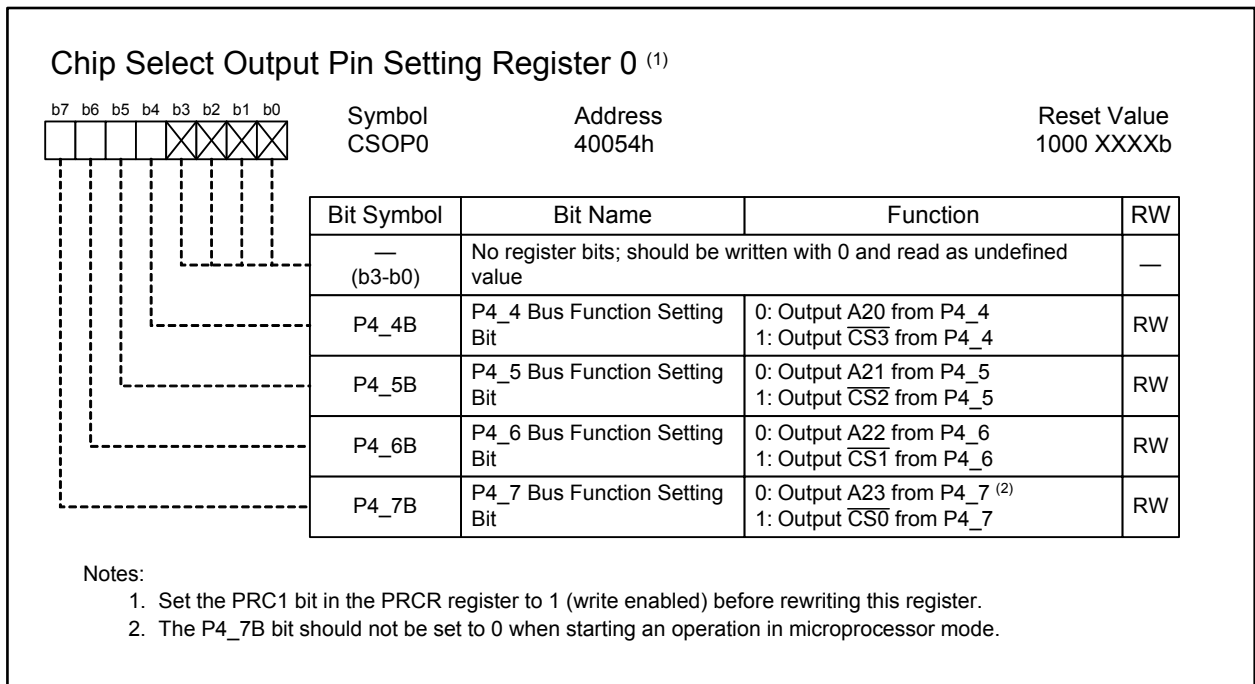 Chip Select Output Pin Setting Register 0 (1)
b7 b6 b5 b4 b3 b2 b1 b0
Symbol Address Reset Value
CSOP0 40054h 1000 XXXXb
Bit Symbol Bit Name Function RW
—
(b3-b0)
No register bits; should be written with 0 and read as undefined
value
—
P4_4B
P4_4 Bus Function Setting
Bit
0: Output A20 from P4_4
1: Output C̅S̅3̅ from P4_4
RW
P4_5B
P4_5 Bus Function Setting
Bit
0: Output A21 from P4_5
1: Output C̅S̅2̅ from P4_5
RW
P4_6B
P4_6 Bus Function Setting
Bit
0: Output A22 from P4_6
1: Output C̅S̅1̅ from P4_6
RW
P4_7B
P4_7 Bus Function Setting
Bit
0: Output A23 from P4_7 (2)
1: Output C̅S̅0̅ from P4_7
RW
Notes:
1. Set the PRC1 bit in the PRCR register to 1 (write enabled) before rewriting this register.
2. The P4_7B bit should not be set to 0 when starting an operation in microprocessor mode.